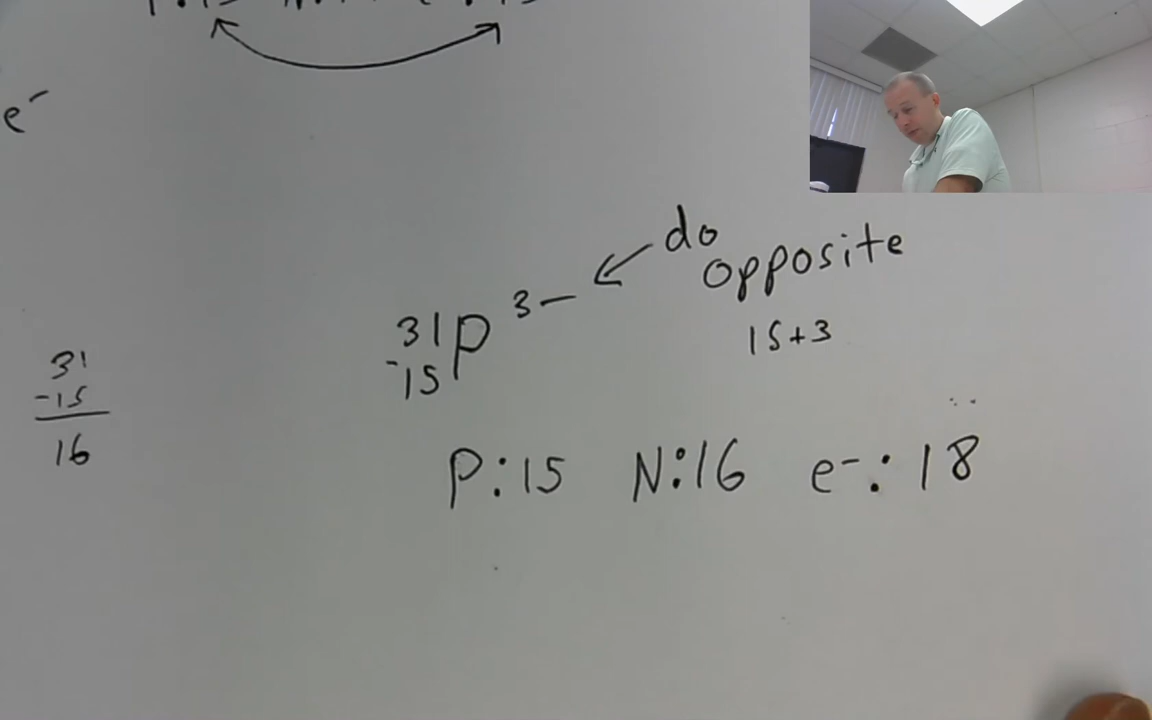 e⁻
do
opposite
³¹P³⁻
-15
15+3
31
-15
16
P:15 N:16 e⁻: 18